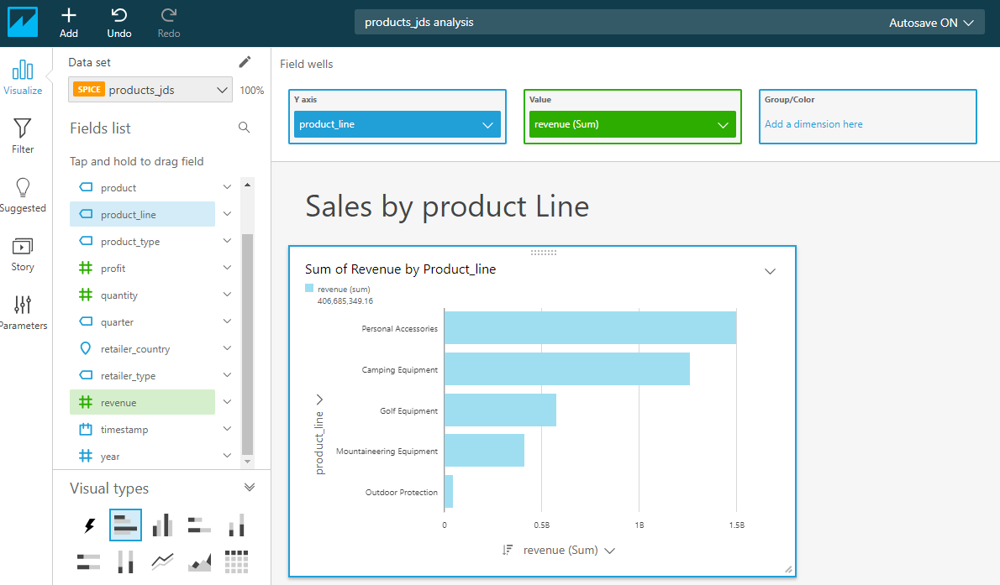 Add
Undo
Redo
products_jds analysis
Autosave ON
Visualize
Filter
Suggested
Story
Parameters
Data set
SPICE products_jds
100%
Fields list
Tap and hold to drag field
product
product_line
product_type
profit
quantity
quarter
retailer_country
retailer_type
revenue
timestamp
year
Visual types
Field wells
Y axis
product_line
Value
revenue (Sum)
Group/Color
Add a dimension here
Sales by product Line
Sum of Revenue by Product_line
revenue (sum)
406,685,349.16
product_line
Personal Accessories
Camping Equipment
Golf Equipment
Mountaineering Equipment
Outdoor Protection
0 0.5B 1B 1.5B
revenue (Sum)